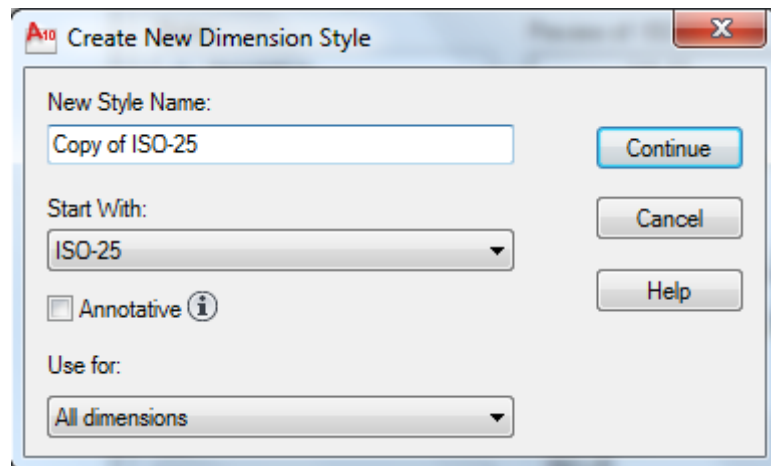 A10 Create New Dimension Style
New Style Name:
Copy of ISO-25
Continue
Start With:
Cancel
ISO-25
Help
Annotative
Use for:
All dimensions